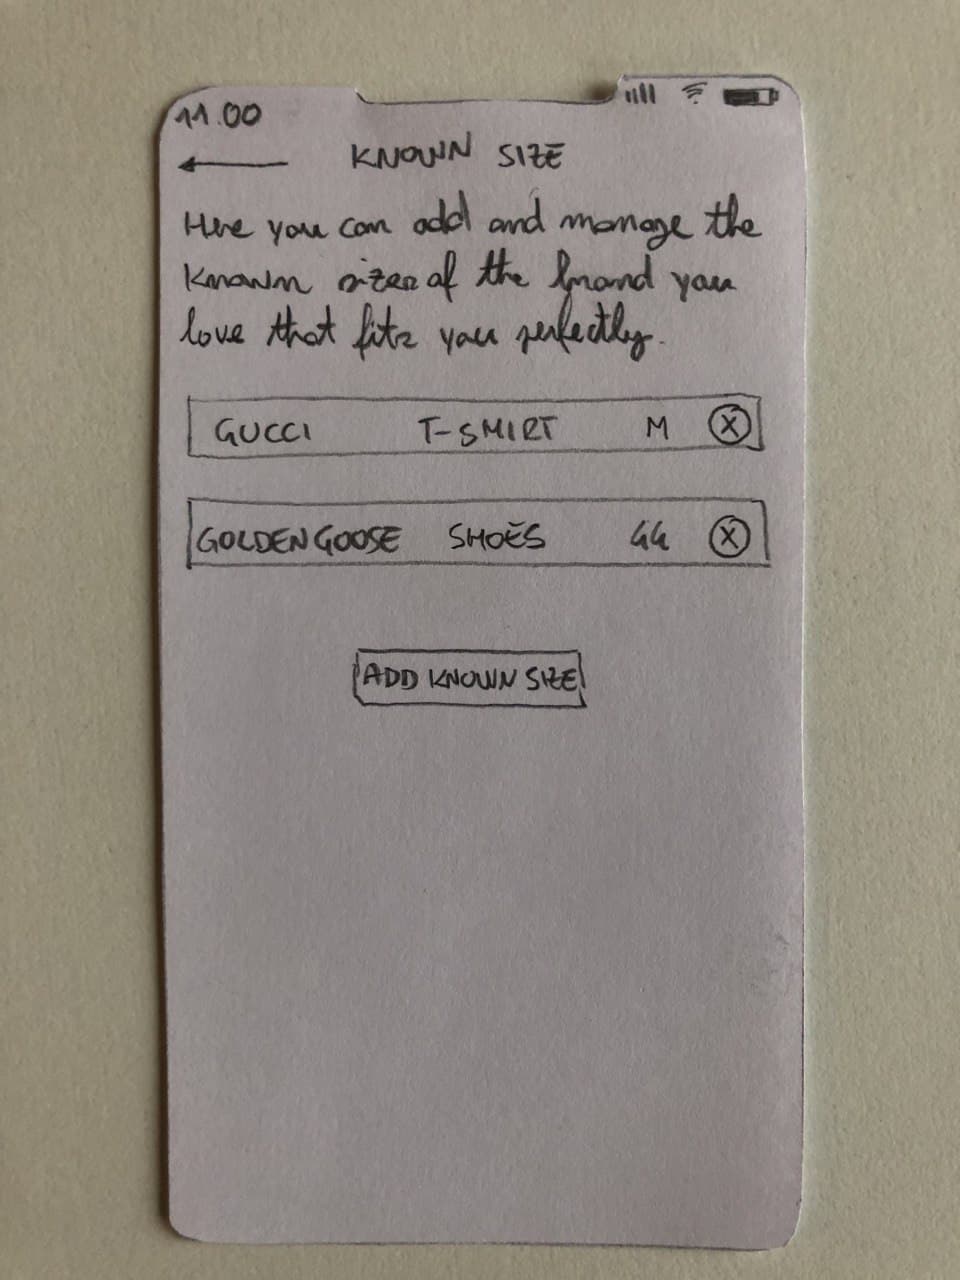 11.00
KNOWN SIZE
Here you can add and manage the
known sizes of the brand you
love that fits you perfectly.
GUCCI T-SHIRT M X
GOLDEN GOOSE SHOES 44 X
ADD KNOWN SIZE